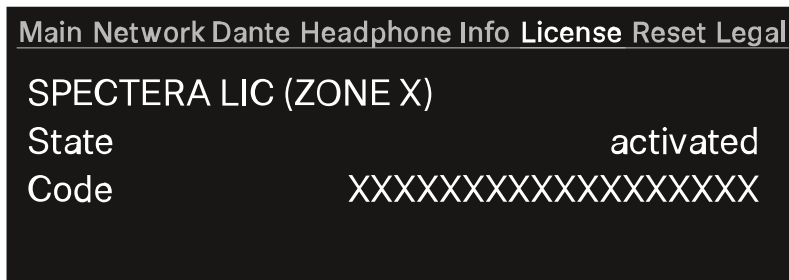 Main Network Dante Headphone Info License Reset Legal
SPECTERA LIC (ZONE X)
State activated
Code XXXXXXXXXXXXXXXXXX